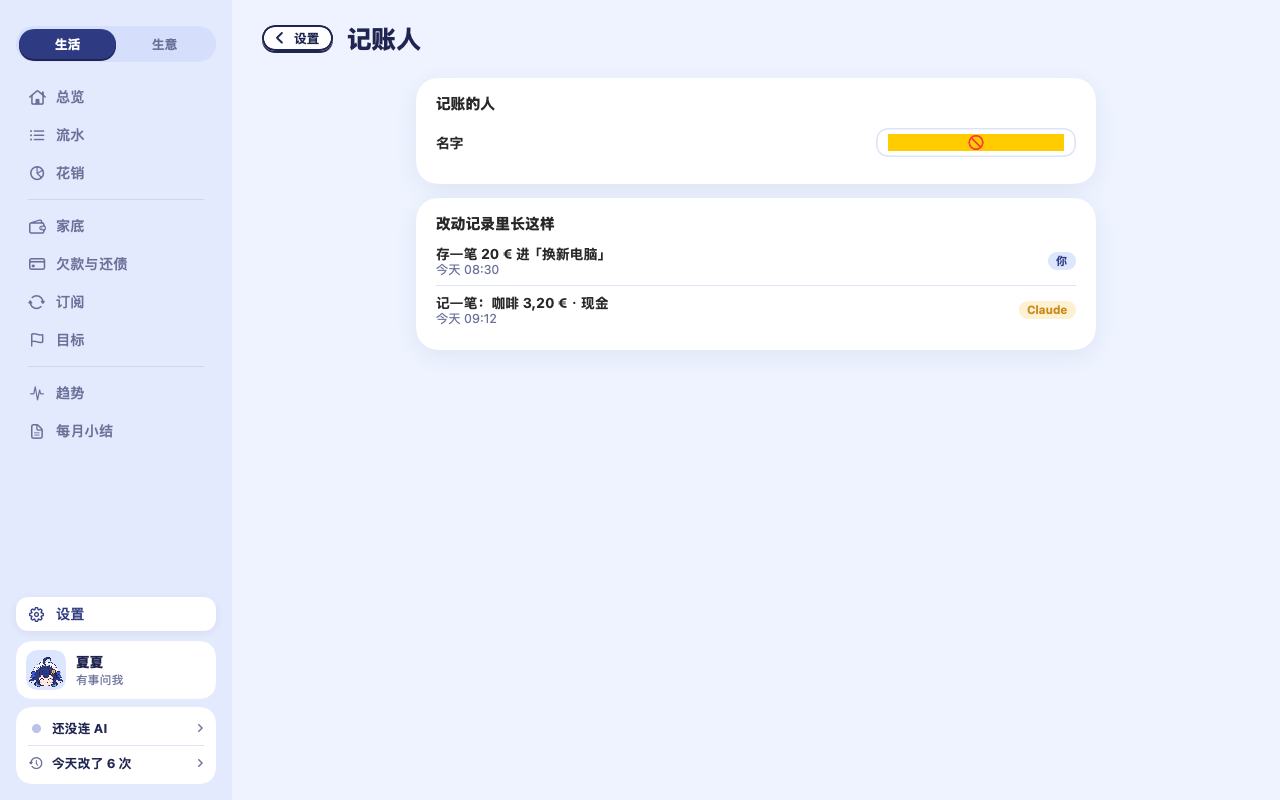 生活
生意
总览
流水
花销
家底
欠款与还债
订阅
目标
趋势
每月小结
设置
夏夏
有事问我
还没连 AI
今天改了 6 次
设置
记账人
记账的人
名字
改动记录里长这样
存一笔 20 € 进「换新电脑」
今天 08:30
你
记一笔：咖啡 3,20 € · 现金
今天 09:12
Claude